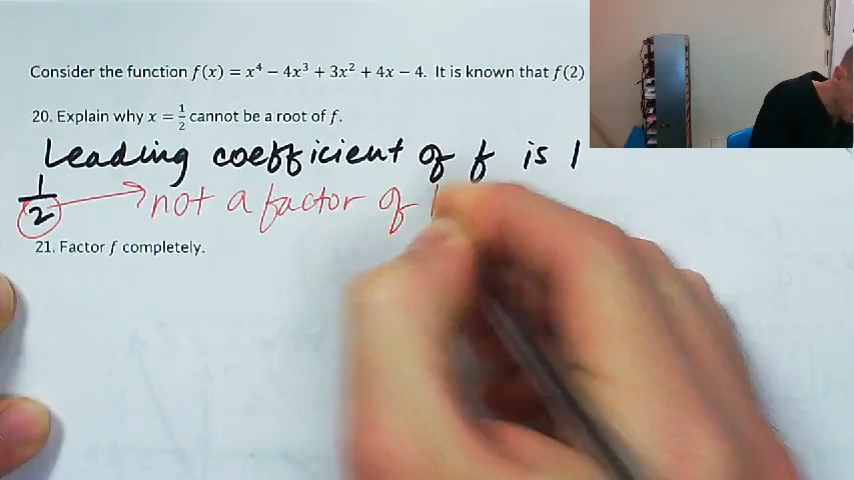 Consider the function f(x) = x⁴ − 4x³ + 3x² + 4x − 4. It is known that f(2)
20. Explain why x = 1/2 cannot be a root of f.
Leading coefficient of f is 1
1/2 → not a factor of 1
21. Factor f completely.